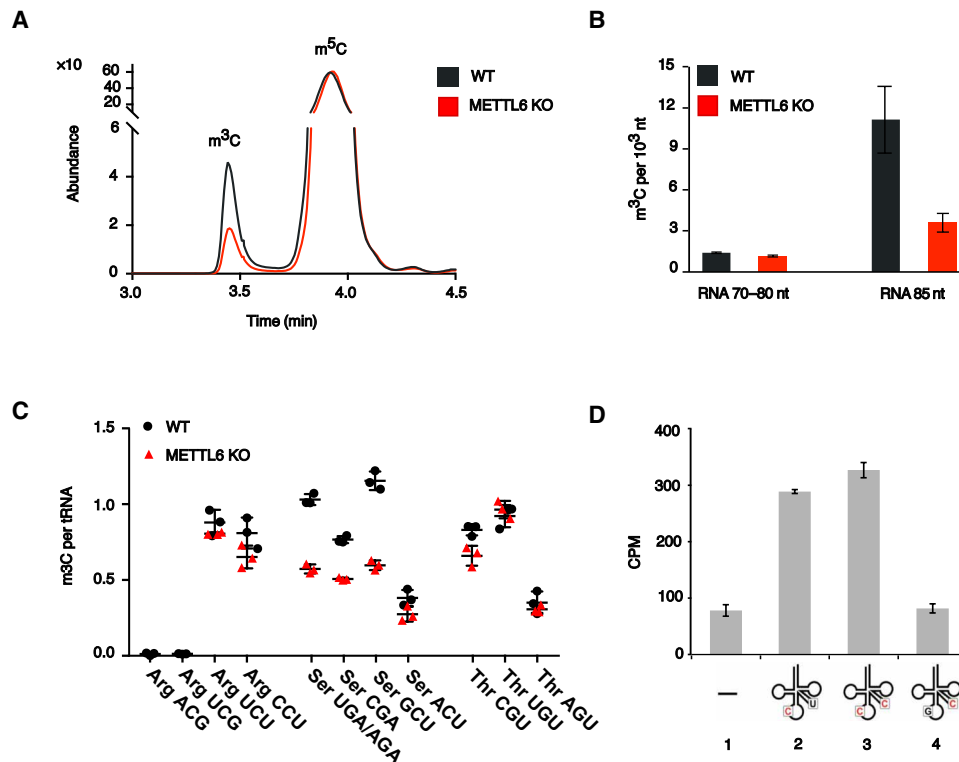 A
×10
m³C
m⁵C
60
40
20
6
4
2
0
Abundance
3.0 3.5 4.0 4.5
Time (min)
WT
METTL6 KO
B
WT
METTL6 KO
m³C per 10³ nt
15
12
9
6
3
0
RNA 70–80 nt RNA 85 nt
C
WT
METTL6 KO
m3C per tRNA
1.5
1.0
0.5
0.0
Arg ACG
Arg UCG
Arg UCU
Arg CCU
Ser UGA/AGA
Ser CGA
Ser GCU
Ser ACU
Thr CGU
Thr UGU
Thr AGU
D
CPM
400
300
200
100
0
– C U C C G C
1 2 3 4